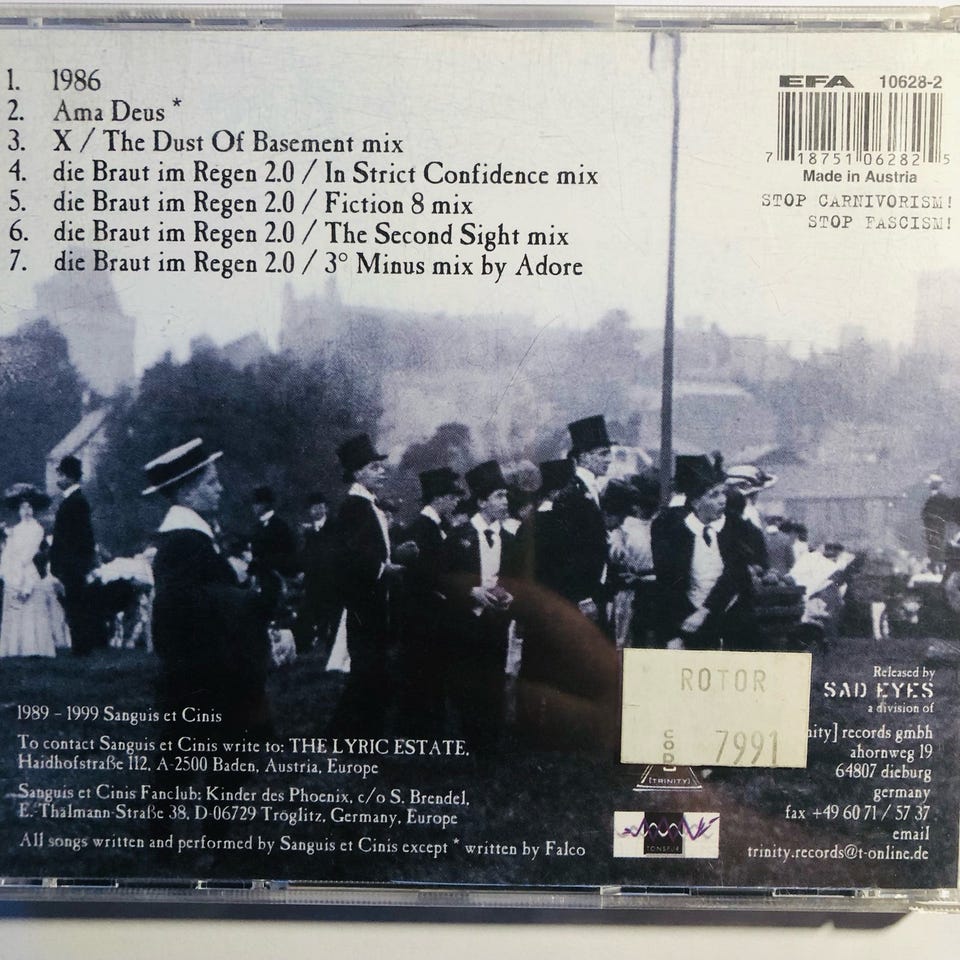 1. 1986
2. Ama Deus *
3. X / The Dust Of Basement mix
4. die Braut im Regen 2.0 / In Strict Confidence mix
5. die Braut im Regen 2.0 / Fiction 8 mix
6. die Braut im Regen 2.0 / The Second Sight mix
7. die Braut im Regen 2.0 / 3° Minus mix by Adore
EFA 10628-2
7 18751 06282 5
Made in Austria
STOP CARNIVORISM!
STOP FASCISM!
1989 - 1999 Sanguis et Cinis
To contact Sanguis et Cinis write to: THE LYRIC ESTATE,
Haidhofstraße 112, A-2500 Baden, Austria, Europe
Sanguis et Cinis Fanclub: Kinder des Phoenix, c/o S. Brendel,
E.-Thälmann-Straße 38, D-06729 Tröglitz, Germany, Europe
All songs written and performed by Sanguis et Cinis except * written by Falco
ROTOR
COD 7991
[TRINITY]
TONSPUR
Released by
SAD EYES
a division of
nity] records gmbh
ahornweg 19
64807 dieburg
germany
fax +49 60 71 / 57 37
email
trinity.records@t-online.de